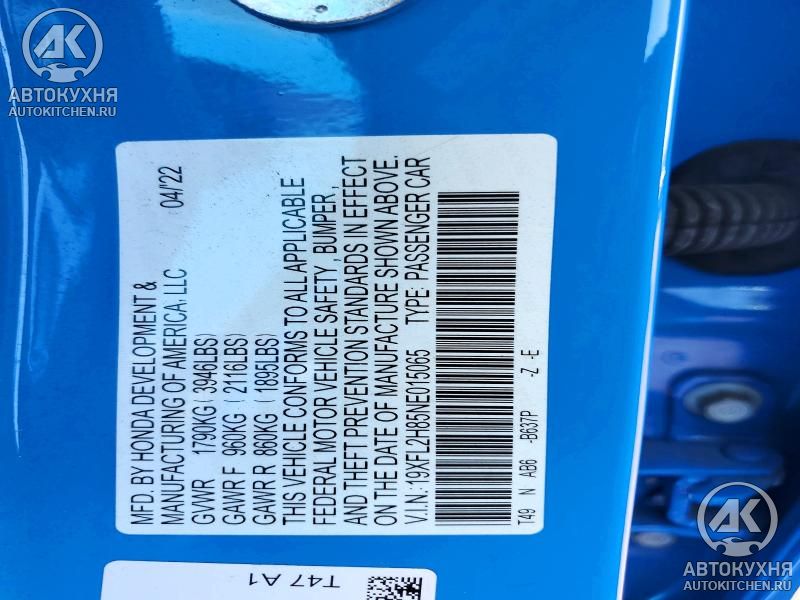 AK
АВТОКУХНЯ
AUTOKITCHEN.RU
MFD. BY HONDA DEVELOPMENT &
MANUFACTURING OF AMERICA, LLC 04/'22
GVWR 1790KG ( 3946LBS)
GAWR F 960KG ( 2116LBS)
GAWR R 860KG ( 1895LBS)
THIS VEHICLE CONFORMS TO ALL APPLICABLE
FEDERAL MOTOR VEHICLE SAFETY , BUMPER ,
AND THEFT PREVENTION STANDARDS IN EFFECT
ON THE DATE OF MANUFACTURE SHOWN ABOVE.
V.I.N.: 19XFL2H85NE015065 TYPE: PASSENGER CAR
T49 N AB6 -B637P -Z -E
T47 A1
AK
АВТОКУХНЯ
AUTOKITCHEN.RU